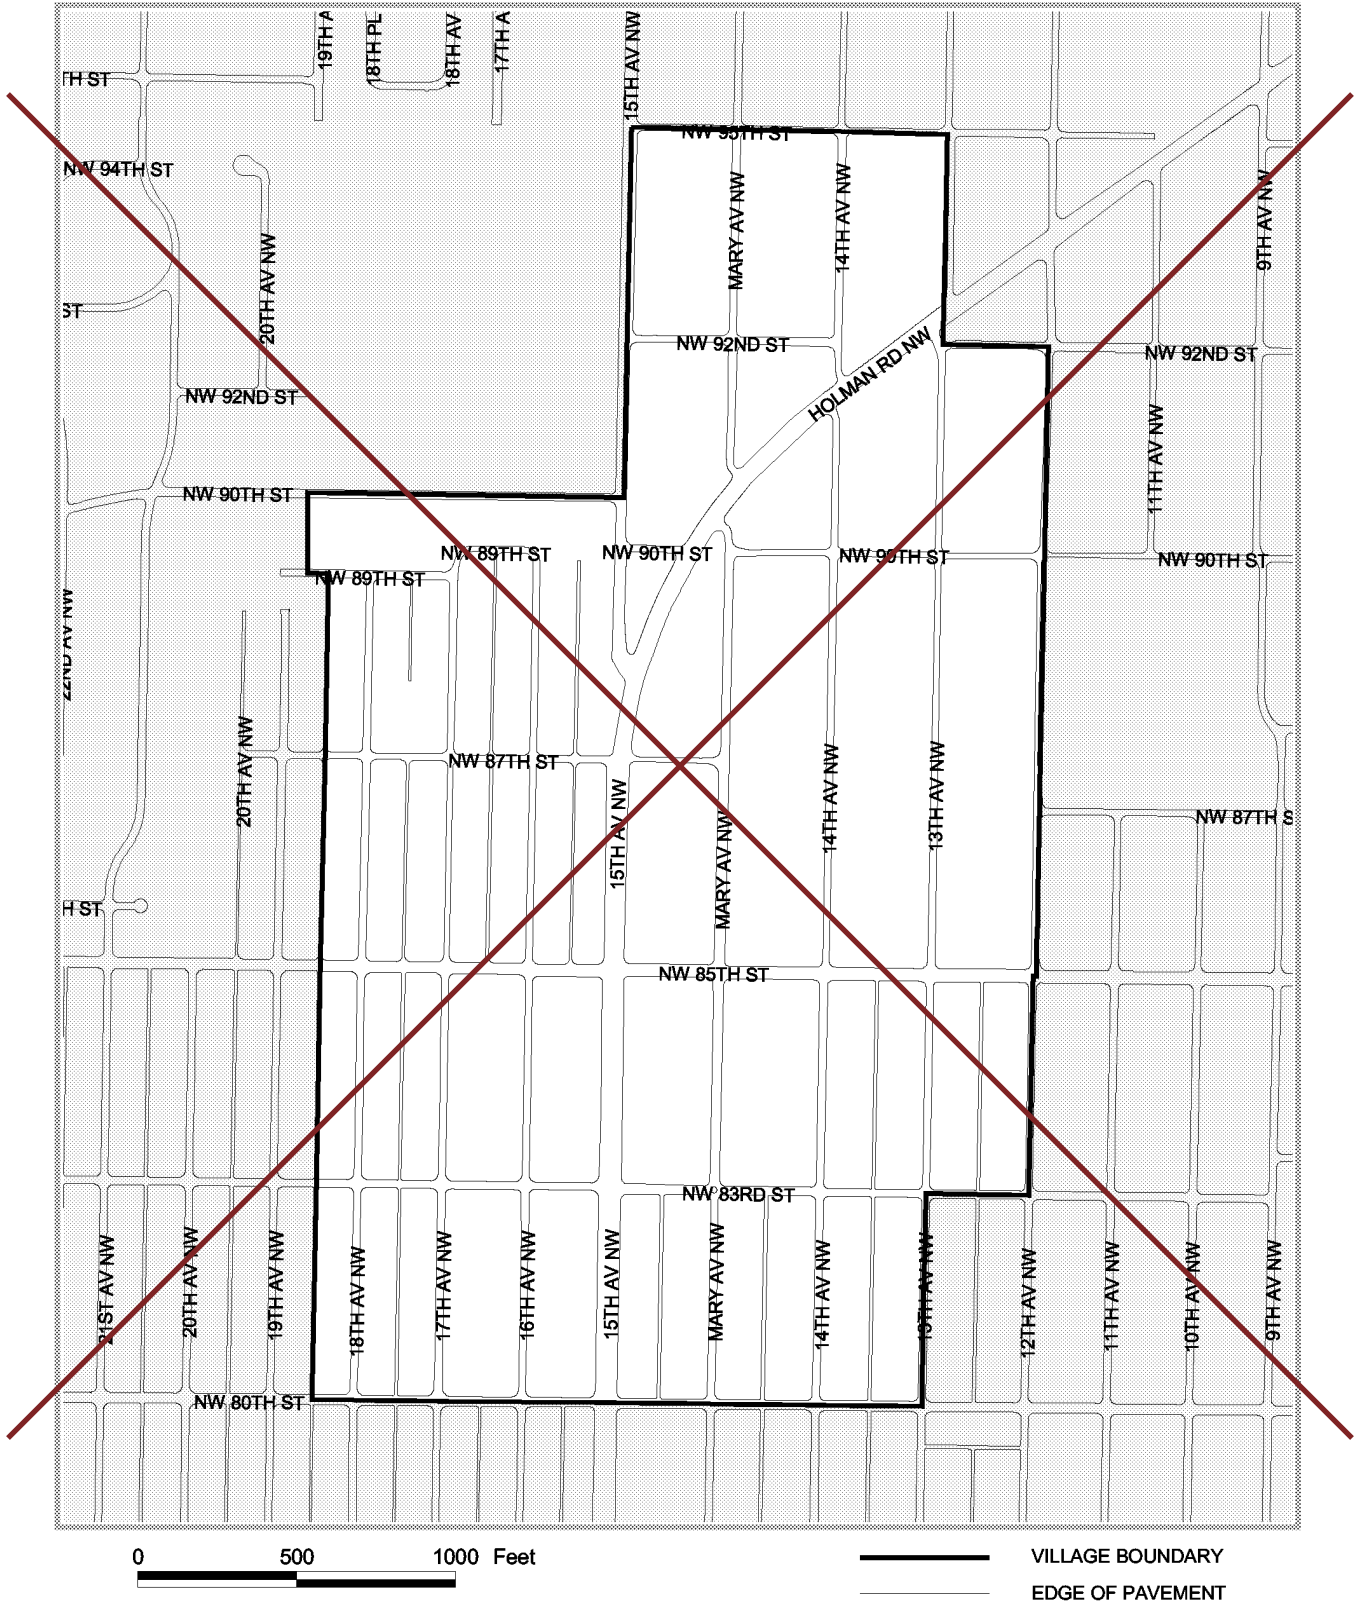 19TH A
18TH PL
18TH AV
17TH A
15TH AV NW
TH ST
NW 95TH ST
NW 94TH ST
MARY AV NW
14TH AV NW
9TH AV NW
20TH AV NW
ST
HOLMAN RD NW
NW 92ND ST
NW 92ND ST
NW 92ND ST
11TH AV NW
NW 90TH ST
NW 89TH ST
NW 90TH ST
NW 90TH ST
NW 90TH ST
NW 89TH ST
22ND AV NW
20TH AV NW
NW 87TH ST
14TH AV NW
13TH AV NW
15TH AV NW
MARY AV NW
NW 87TH S
H ST
NW 85TH ST
NW 83RD ST
21ST AV NW
20TH AV NW
19TH AV NW
18TH AV NW
17TH AV NW
16TH AV NW
15TH AV NW
MARY AV NW
14TH AV NW
13TH AV NW
12TH AV NW
11TH AV NW
10TH AV NW
9TH AV NW
NW 80TH ST
0 500 1000 Feet
VILLAGE BOUNDARY
EDGE OF PAVEMENT